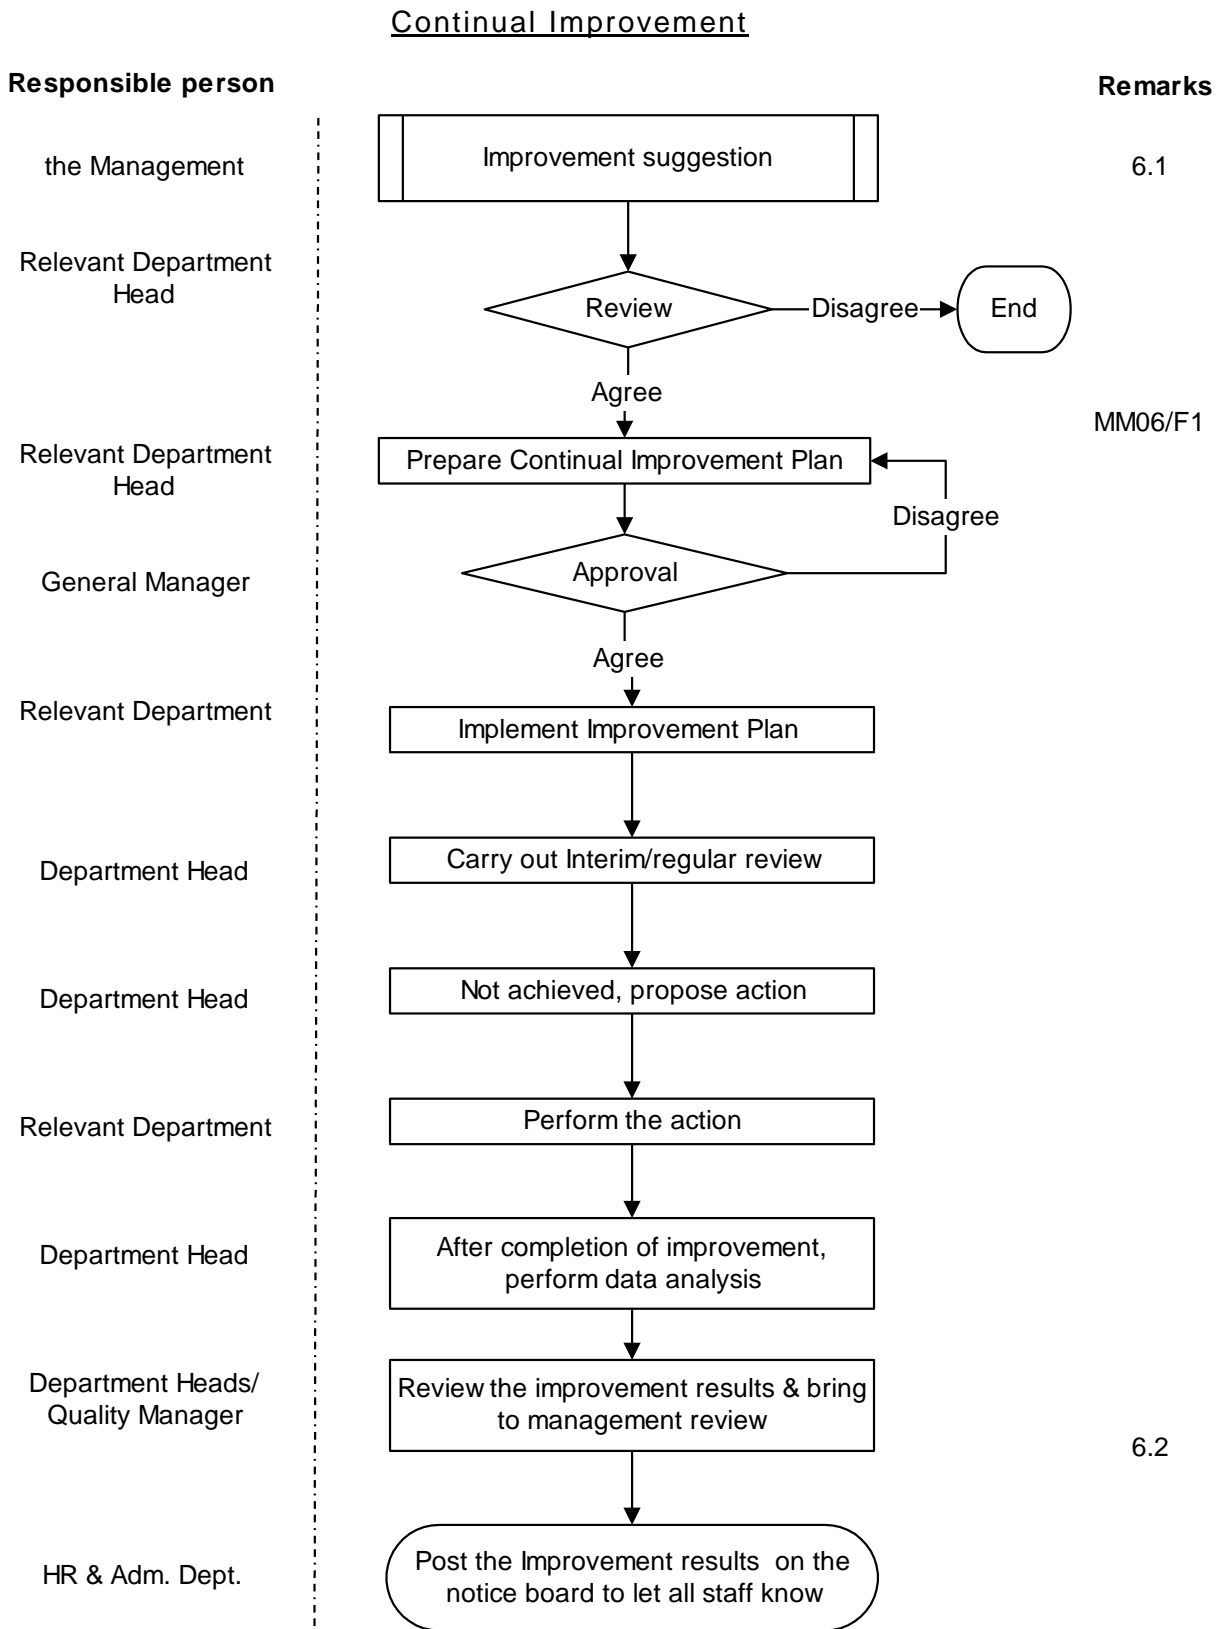 Continual Improvement
Responsible person
Remarks
the Management
Improvement suggestion
6.1
Relevant Department
Head
Review
Disagree
End
Agree
MM06/F1
Relevant Department
Head
Prepare Continual Improvement Plan
Disagree
General Manager
Approval
Agree
Relevant Department
Implement Improvement Plan
Department Head
Carry out Interim/regular review
Department Head
Not achieved, propose action
Relevant Department
Perform the action
Department Head
After completion of improvement,
perform data analysis
Department Heads/
Quality Manager
Review the improvement results & bring
to management review
6.2
HR & Adm. Dept.
Post the Improvement results on the
notice board to let all staff know